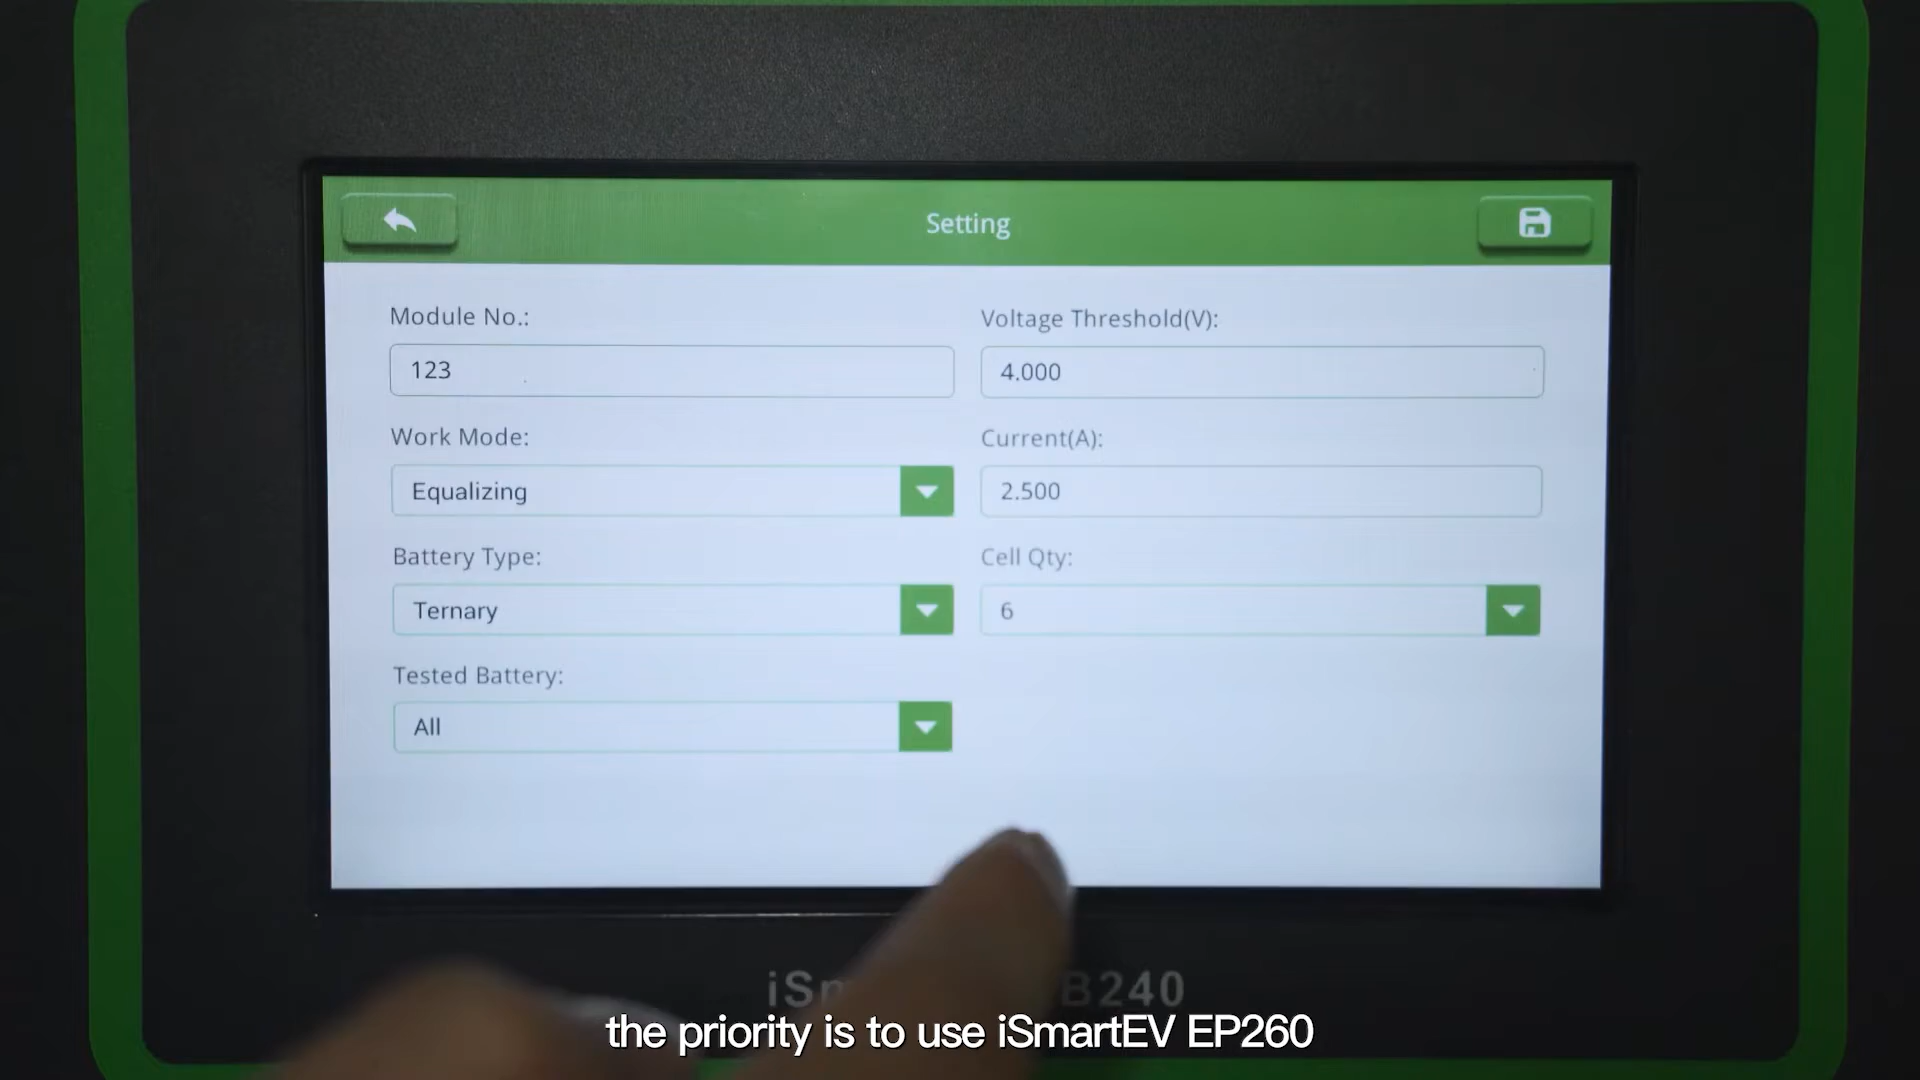 Setting
Module No.:
123
Voltage Threshold(V):
4.000
Work Mode:
Equalizing
Current(A):
2.500
Battery Type:
Ternary
Cell Qty:
6
Tested Battery:
All
iSm B240
the priority is to use iSmartEV EP260